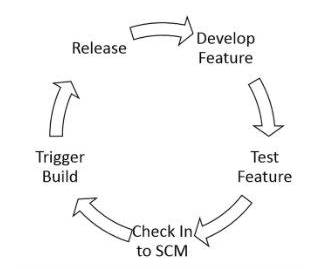 Release
Develop
Feature
Test
Feature
Check In
to SCM
Trigger
Build